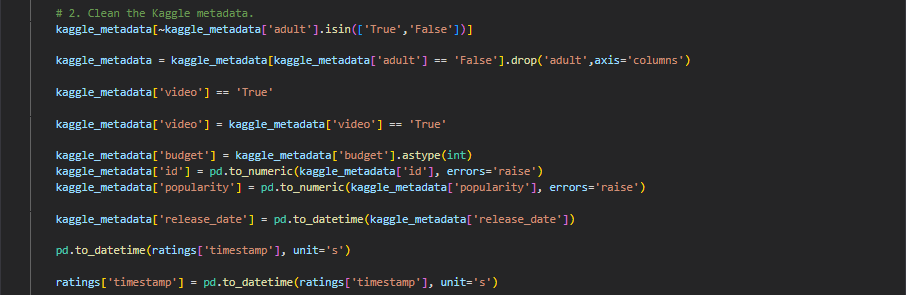 # 2. Clean the Kaggle metadata.
kaggle_metadata[~kaggle_metadata['adult'].isin(['True','False'])]
kaggle_metadata = kaggle_metadata[kaggle_metadata['adult'] == 'False'].drop('adult',axis='columns')
kaggle_metadata['video'] == 'True'
kaggle_metadata['video'] = kaggle_metadata['video'] == 'True'
kaggle_metadata['budget'] = kaggle_metadata['budget'].astype(int)
kaggle_metadata['id'] = pd.to_numeric(kaggle_metadata['id'], errors='raise')
kaggle_metadata['popularity'] = pd.to_numeric(kaggle_metadata['popularity'], errors='raise')
kaggle_metadata['release_date'] = pd.to_datetime(kaggle_metadata['release_date'])
pd.to_datetime(ratings['timestamp'], unit='s')
ratings['timestamp'] = pd.to_datetime(ratings['timestamp'], unit='s')